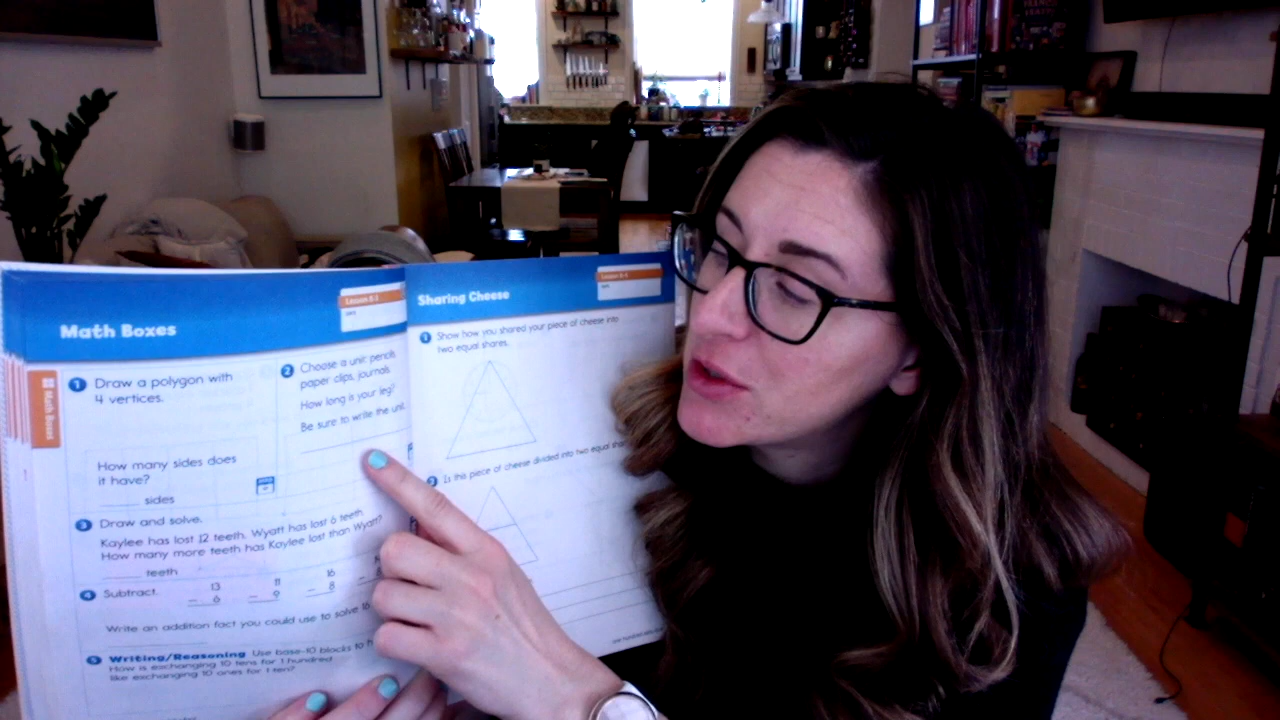 Math Boxes
Lesson 8-3
Math Boxes
1 Draw a polygon with
4 vertices.
How many sides does
it have?
sides
2 Choose a unit: pencils
paper clips, journals.
How long is your leg?
Be sure to write the unit.
3 Draw and solve.
Kaylee has lost 12 teeth. Wyatt has lost 6 teeth.
How many more teeth has Kaylee lost than Wyatt?
teeth
4 Subtract.
13
- 6
11
- 9
16
- 8
Write an addition fact you could use to solve 16
5 Writing/Reasoning Use base-10 blocks to
How is exchanging 10 tens for 1 hundred
like exchanging 10 ones for 1 ten?
Sharing Cheese
1 Show how you shared your piece of cheese into
two equal shares.
2 Is this piece of cheese divided into two equal